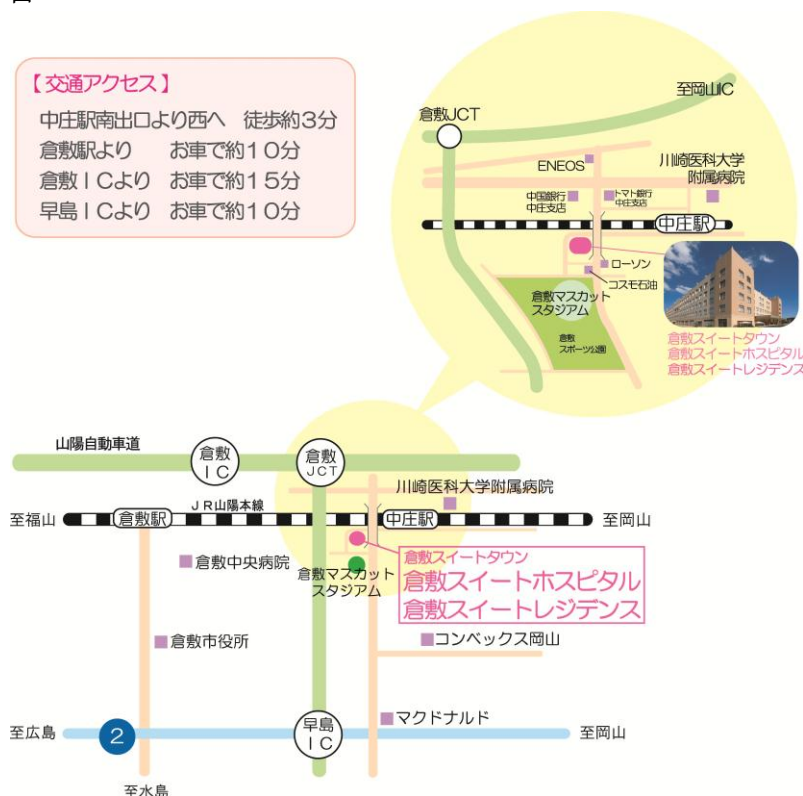 【交通アクセス】
中庄駅南出口より西へ 徒歩約３分
倉敷駅より お車で約１０分
倉敷ＩＣより お車で約１５分
早島ＩＣより お車で約１０分
至岡山IC
倉敷JCT
ENEOS
川崎医科大学
附属病院
中国銀行
中庄支店
トマト銀行
中庄支店
中庄駅
ローソン
コスモ石油
倉敷マスカット
スタジアム
倉敷
スポーツ公園
倉敷スイートタウン
倉敷スイートホスピタル
倉敷スイートレジデンス
山陽自動車道
倉敷
ＩＣ
倉敷
JCT
川崎医科大学附属病院
ＪＲ山陽本線
至福山
倉敷駅
中庄駅
至岡山
倉敷中央病院
倉敷マスカット
スタジアム
倉敷スイートタウン
倉敷スイートホスピタル
倉敷スイートレジデンス
倉敷市役所
コンベックス岡山
マクドナルド
至広島
2
早島
ＩＣ
至岡山
至水島